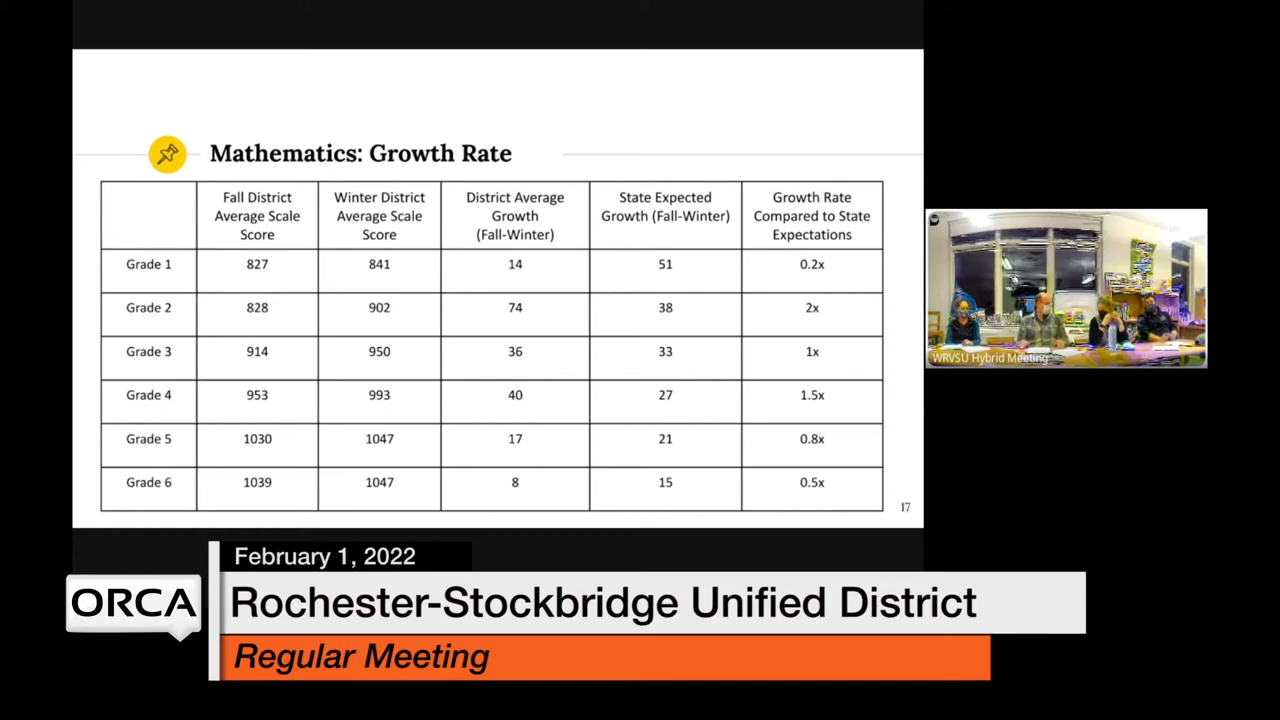 Mathematics: Growth Rate
Fall District Average Scale Score
Winter District Average Scale Score
District Average Growth (Fall-Winter)
State Expected Growth (Fall-Winter)
Growth Rate Compared to State Expectations
Grade 1 827 841 14 51 0.2x
Grade 2 828 902 74 38 2x
Grade 3 914 950 36 33 1x
Grade 4 953 993 40 27 1.5x
Grade 5 1030 1047 17 21 0.8x
Grade 6 1039 1047 8 15 0.5x
17
WRVSU Hybrid Meeting
February 1, 2022
ORCA
Rochester-Stockbridge Unified District
Regular Meeting